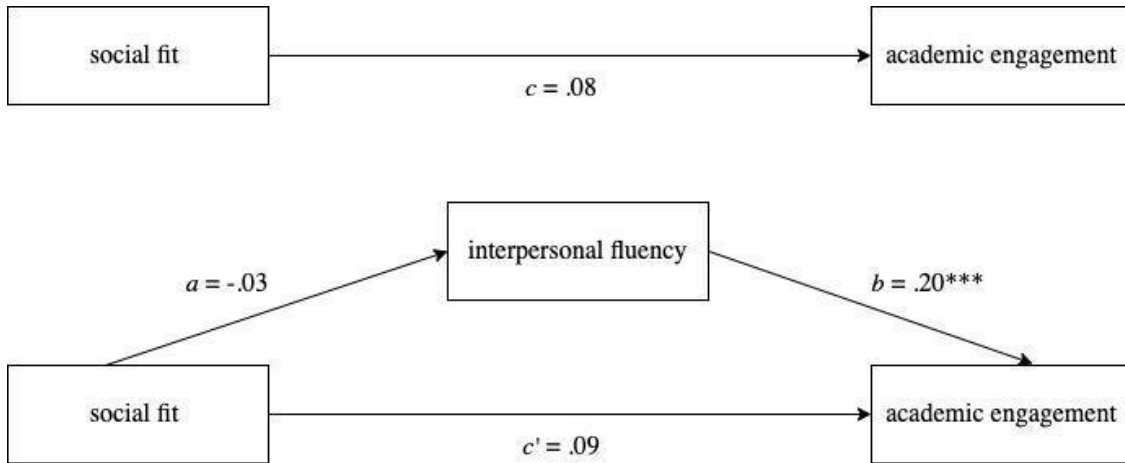 social fit
academic engagement
c = .08
interpersonal fluency
a = -.03
b = .20***
social fit
academic engagement
c' = .09